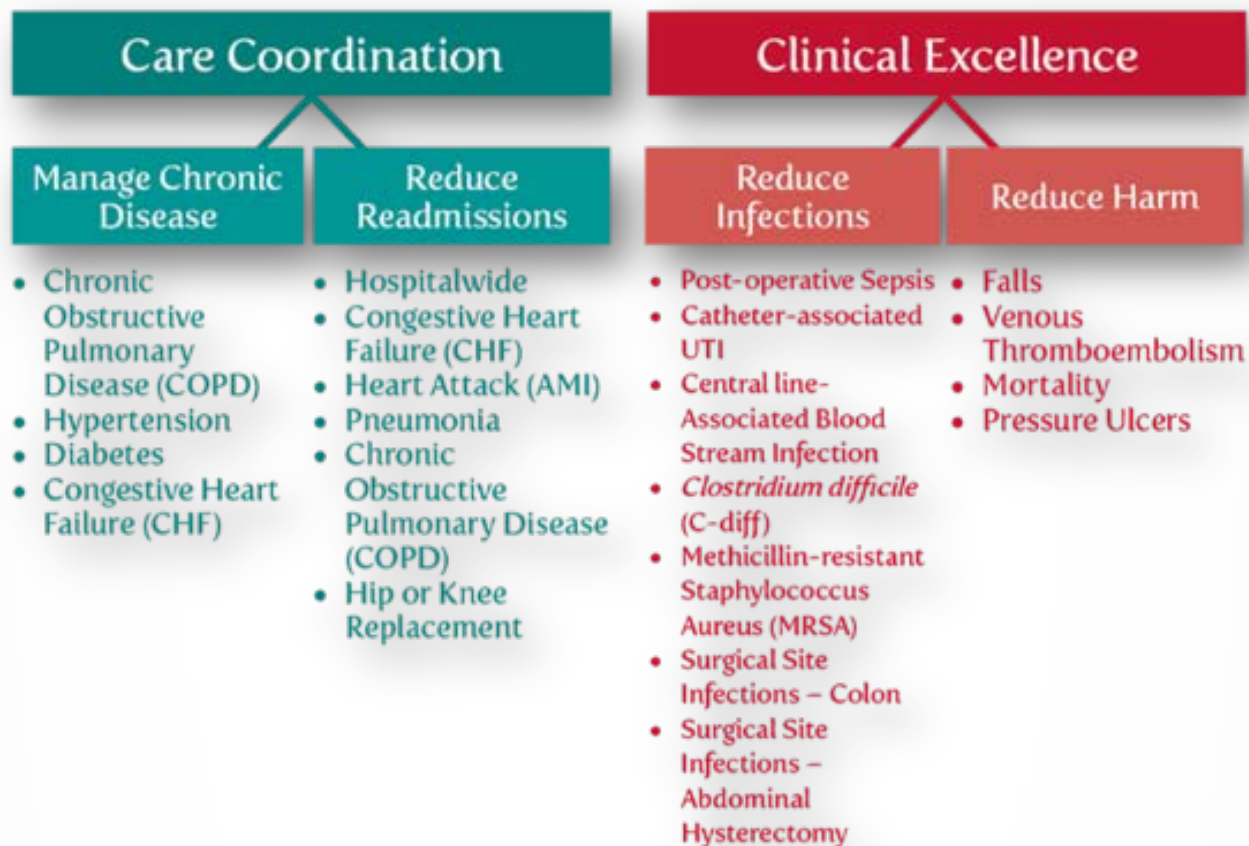 Care Coordination
Manage Chronic
Disease
• Chronic
Obstructive
Pulmonary
Disease (COPD)
• Hypertension
• Diabetes
• Congestive Heart
Failure (CHF)
Reduce
Readmissions
• Hospitalwide
• Congestive Heart
Failure (CHF)
• Heart Attack (AMI)
• Pneumonia
• Chronic
Obstructive
Pulmonary Disease
(COPD)
• Hip or Knee
Replacement
Clinical Excellence
Reduce
Infections
• Post-operative Sepsis
• Catheter-associated
UTI
• Central line-
Associated Blood
Stream Infection
• Clostridium difficile
(C-diff)
• Methicillin-resistant
Staphylococcus
Aureus (MRSA)
• Surgical Site
Infections – Colon
• Surgical Site
Infections –
Abdominal
Hysterectomy
Reduce Harm
• Falls
• Venous
Thromboembolism
• Mortality
• Pressure Ulcers